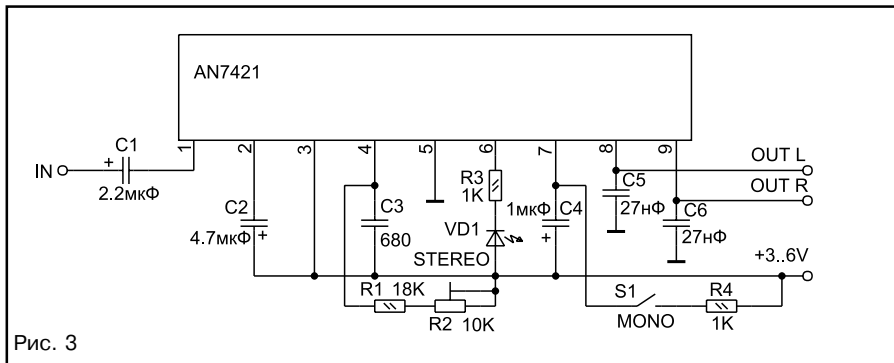 AN7421
1
2
3
4
5
6
7
8
9
IN
+
C1
2.2мкФ
C2
4.7мкФ
+
C3
680
R3
1K
VD1
STEREO
1мкФ
C4
+
C5
27нФ
C6
27нФ
OUT L
OUT R
+3..6V
R1 18K
R2 10K
S1
MONO
R4
1K
Рис. 3